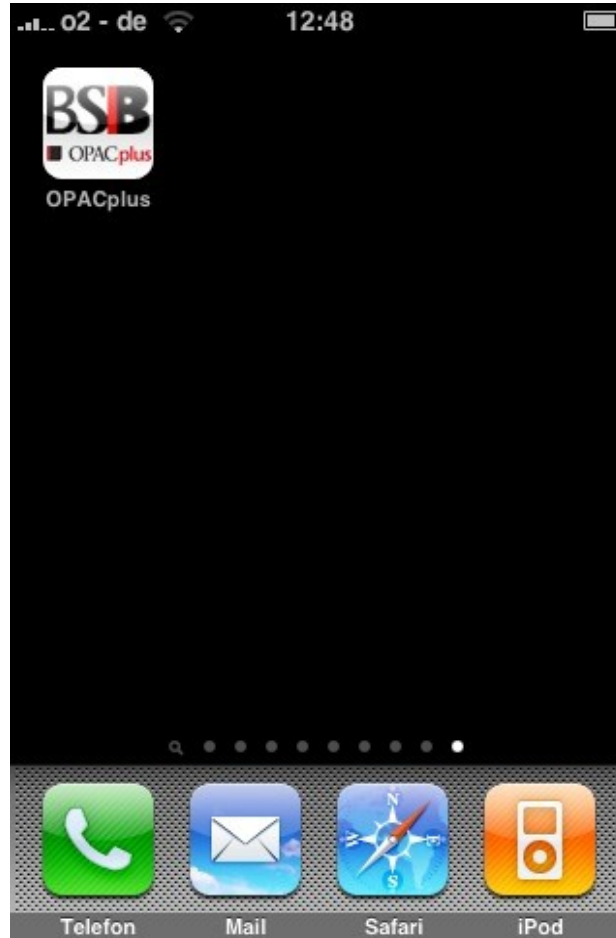 o2 - de 12:48
BSB
OPACplus
OPACplus
N
W E
S
Telefon Mail Safari iPod